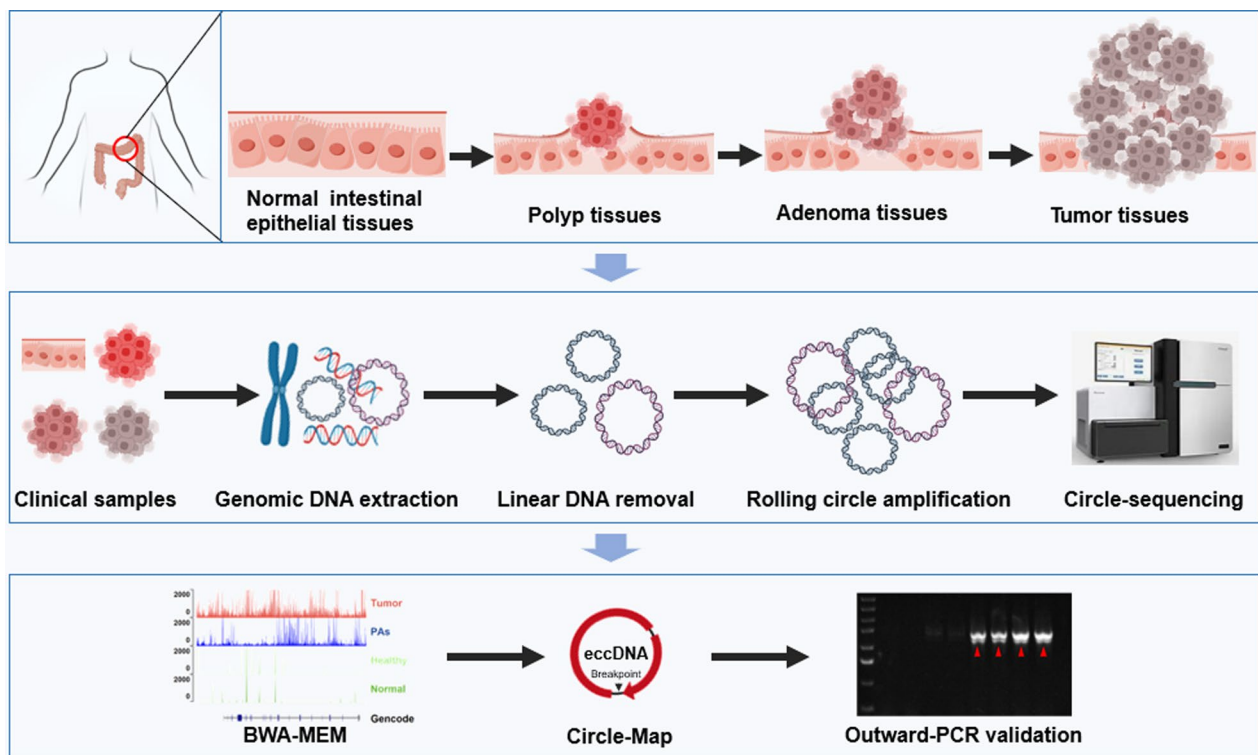 Normal intestinal
epithelial tissues
Polyp tissues
Adenoma tissues
Tumor tissues
Clinical samples
Genomic DNA extraction
Linear DNA removal
Rolling circle amplification
Circle-sequencing
2000
0
Tumor
2000
0
PAs
2000
0
Healthy
2000
0
Normal
Gencode
BWA-MEM
eccDNA
Breakpoint
Circle-Map
Outward-PCR validation